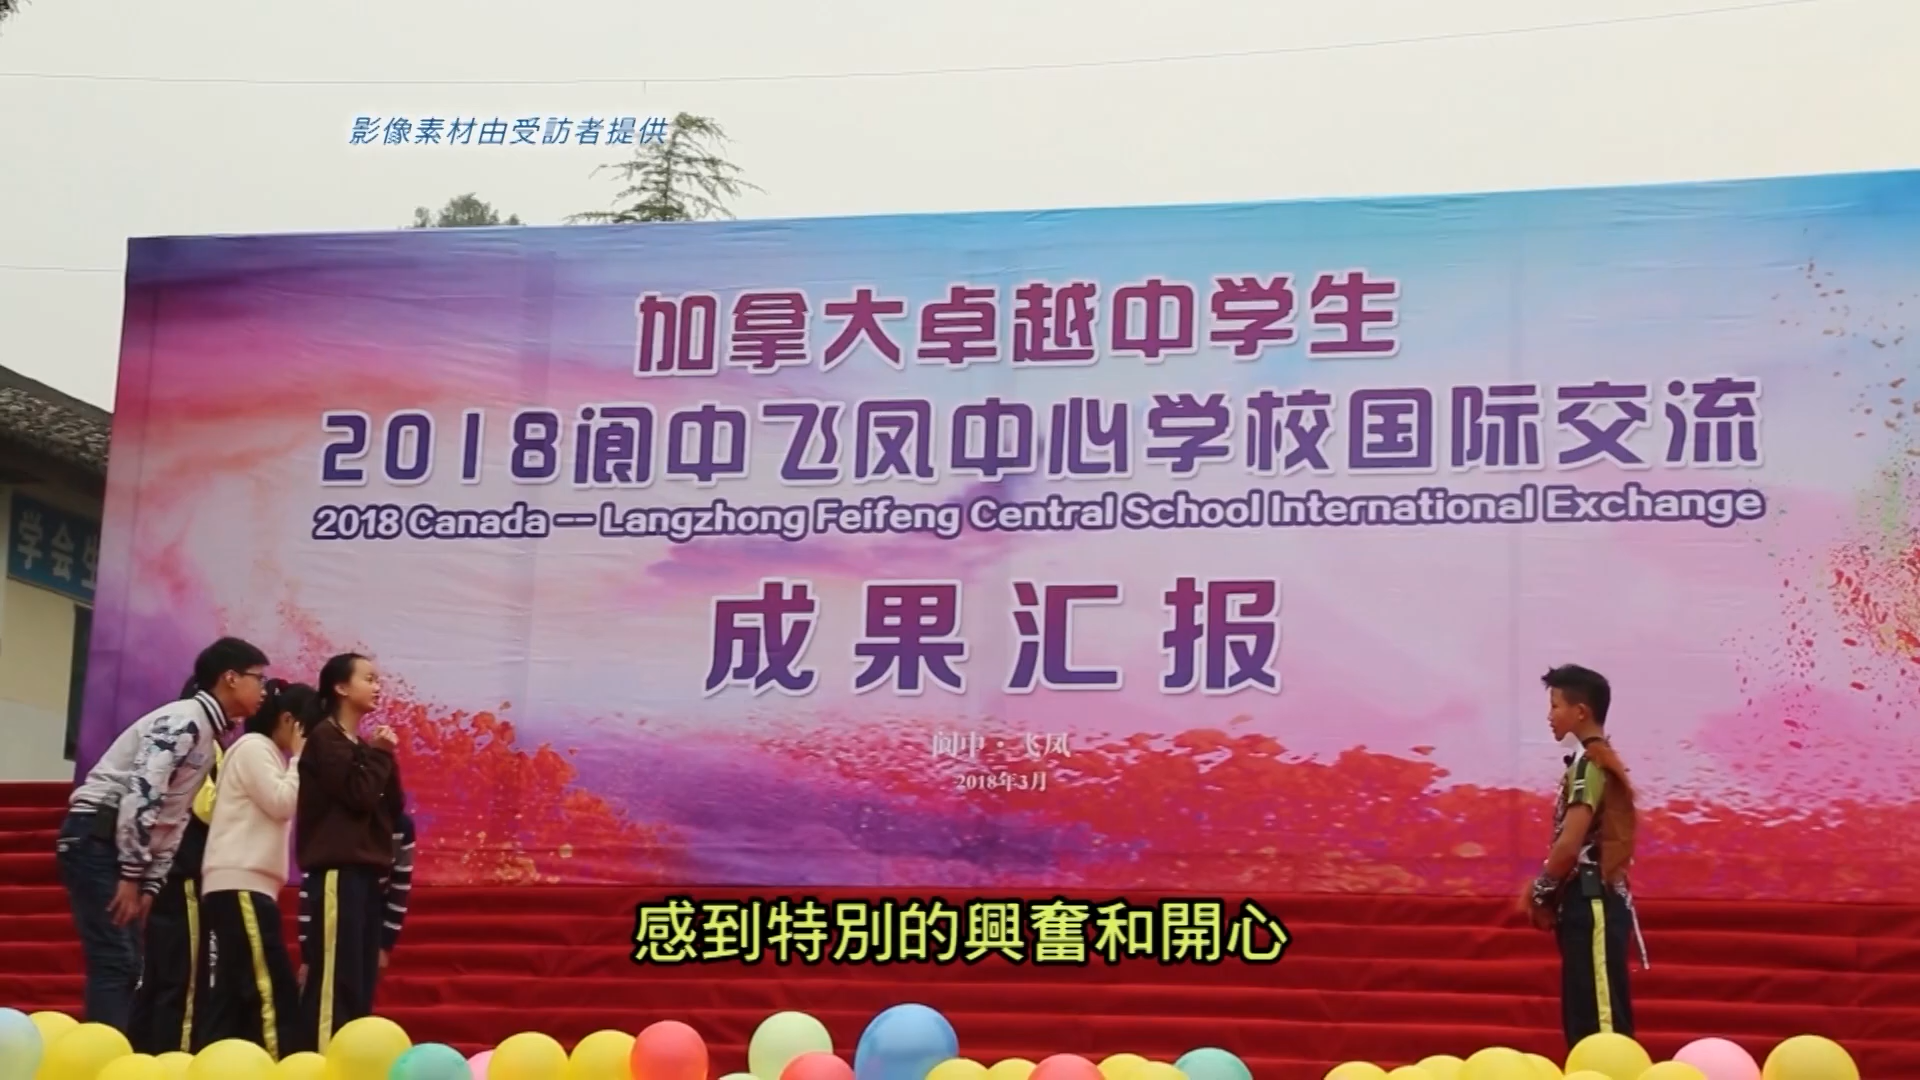 影像素材由受訪者提供
加拿大卓越中学生
2018阆中飞凤中心学校国际交流
2018 Canada -- Langzhong Feifeng Central School International Exchange
成果汇报
阆中·飞凤
2018年3月
学会生
感到特別的興奮和開心